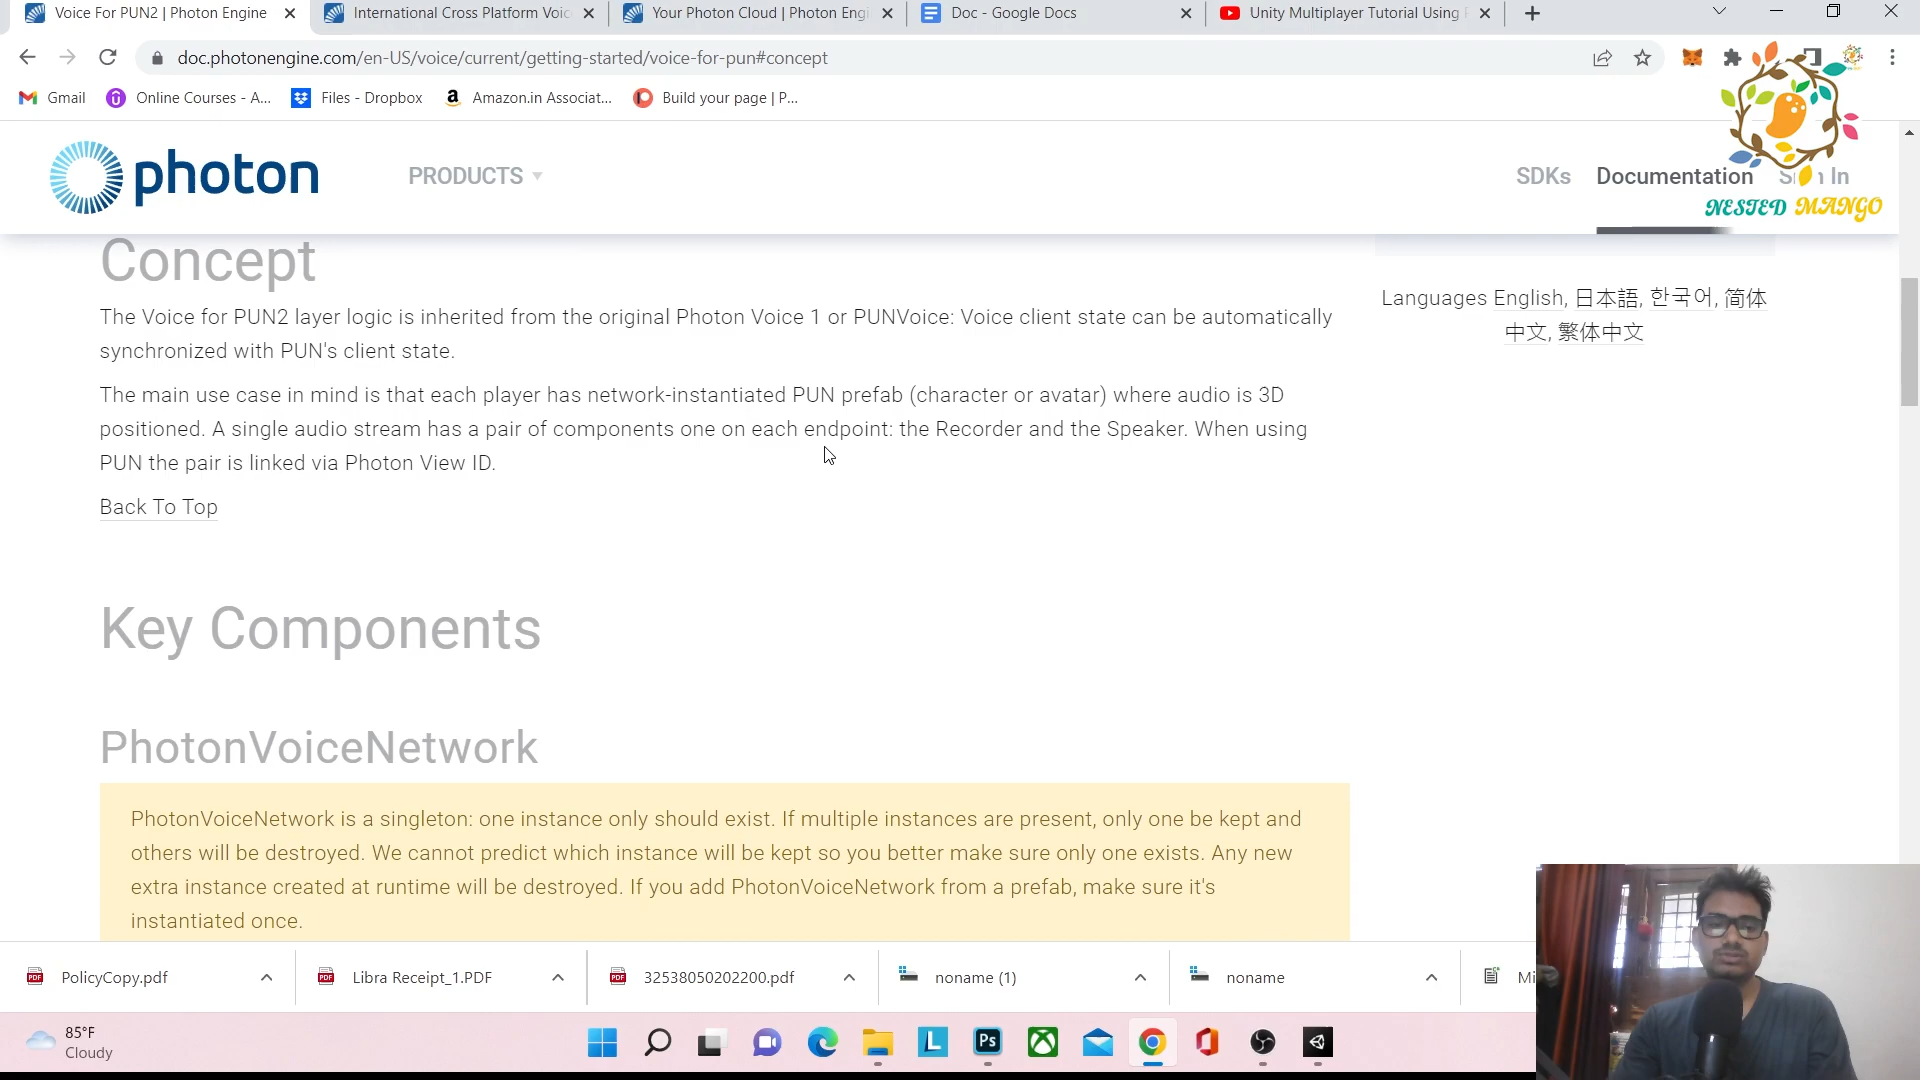 Voice For PUN2 | Photon Engine
International Cross Platform Voic
Your Photon Cloud | Photon Engi
Doc - Google Docs
Unity Multiplayer Tutorial Using
doc.photonengine.com/en-US/voice/current/getting-started/voice-for-pun#concept
Gmail
Online Courses - A...
Files - Dropbox
Amazon.in Associat...
Build your page | P...
photon
PRODUCTS
SDKs
Documentation
Sign In
NESTED MANGO
Concept
The Voice for PUN2 layer logic is inherited from the original Photon Voice 1 or PUNVoice: Voice client state can be automatically
synchronized with PUN's client state.
The main use case in mind is that each player has network-instantiated PUN prefab (character or avatar) where audio is 3D
positioned. A single audio stream has a pair of components one on each endpoint: the Recorder and the Speaker. When using
PUN the pair is linked via Photon View ID.
Back To Top
Languages English, 日本語, 한국어, 简体
中文, 繁体中文
Key Components
PhotonVoiceNetwork
PhotonVoiceNetwork is a singleton: one instance only should exist. If multiple instances are present, only one be kept and
others will be destroyed. We cannot predict which instance will be kept so you better make sure only one exists. Any new
extra instance created at runtime will be destroyed. If you add PhotonVoiceNetwork from a prefab, make sure it's
instantiated once.
PolicyCopy.pdf
Libra Receipt_1.PDF
32538050202200.pdf
noname (1)
noname
Mi
85°F
Cloudy
L
Ps